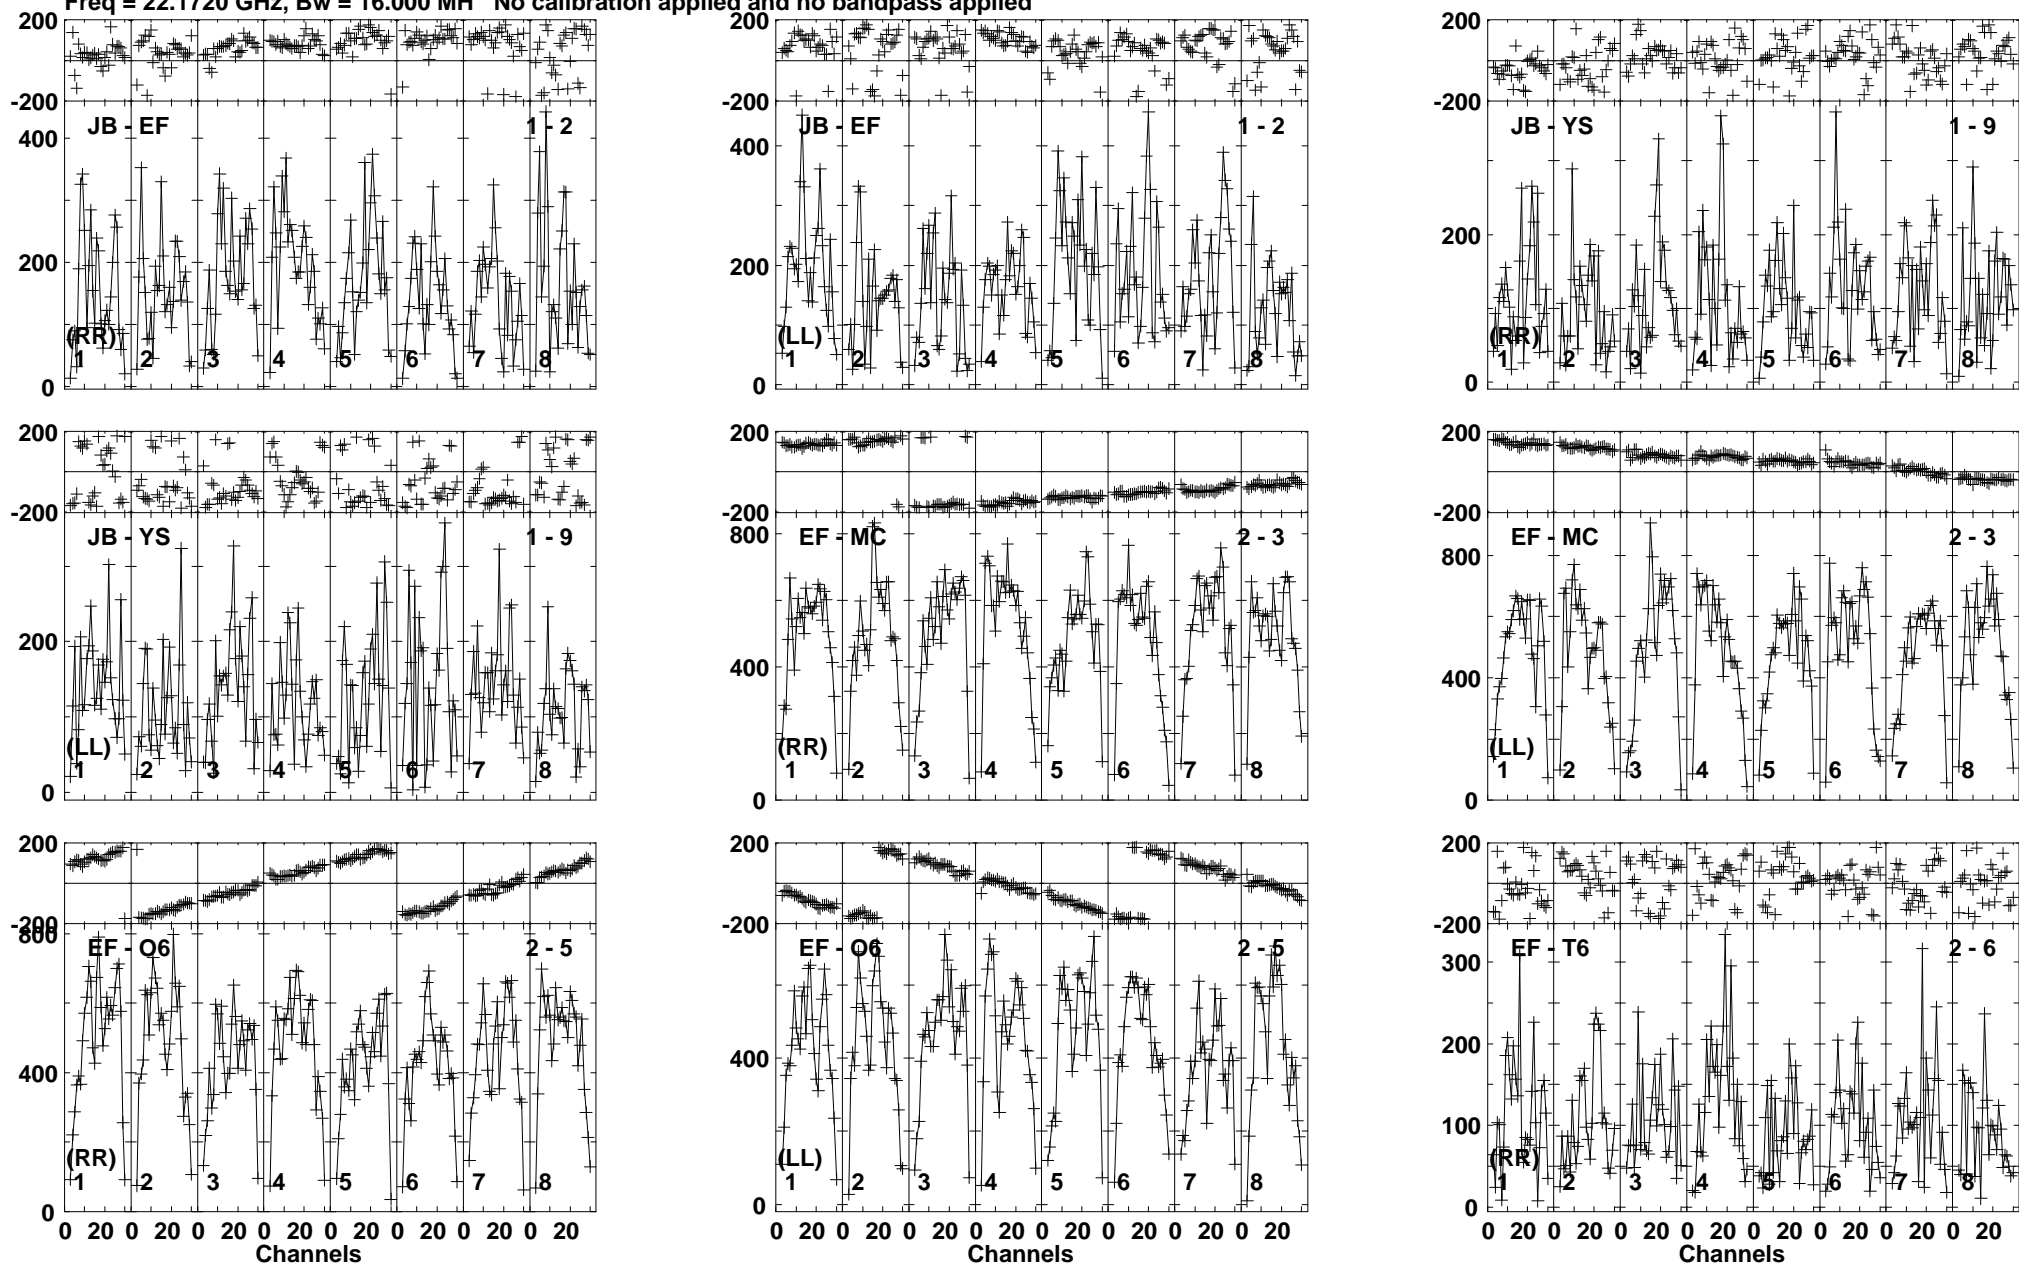 Freq = 22.1720 GHz, Bw = 16.000 MH No calibration applied and no bandpass applied
200 200 200
-200 -200 -200
JB - EF 1 - 2 JB - EF 1 - 2 JB - YS 1 - 9
400 400
200 200 200
(RR) (LL) (RR)
1 2 3 4 5 6 7 8 1 2 3 4 5 6 7 8 1 2 3 4 5 6 7 8
0 0 0
200 200 200
-200 -200 -200
JB - YS 1 - 9 EF - MC 2 - 3 EF - MC 2 - 3
800 800
200 400 400
(LL) (RR) (LL)
1 2 3 4 5 6 7 8 1 2 3 4 5 6 7 8 1 2 3 4 5 6 7 8
0 0 0
200 200 200
-200 -200 -200
800
EF - O6 2 - 5 EF - O6 2 - 5 EF - T6 2 - 6
300
200
400 400
100
(RR) (LL) (RR)
1 2 3 4 5 6 7 8 1 2 3 4 5 6 7 8 1 2 3 4 5 6 7 8
0 0 0
0 20 0 20 0 20 0 20 0 20 0 20 0 20 0 20 0 20 0 20 0 20 0 20 0 20 0 20 0 20 0 20 0 20 0 20 0 20 0 20 0 20 0 20 0 20 0 20
Channels Channels Channels